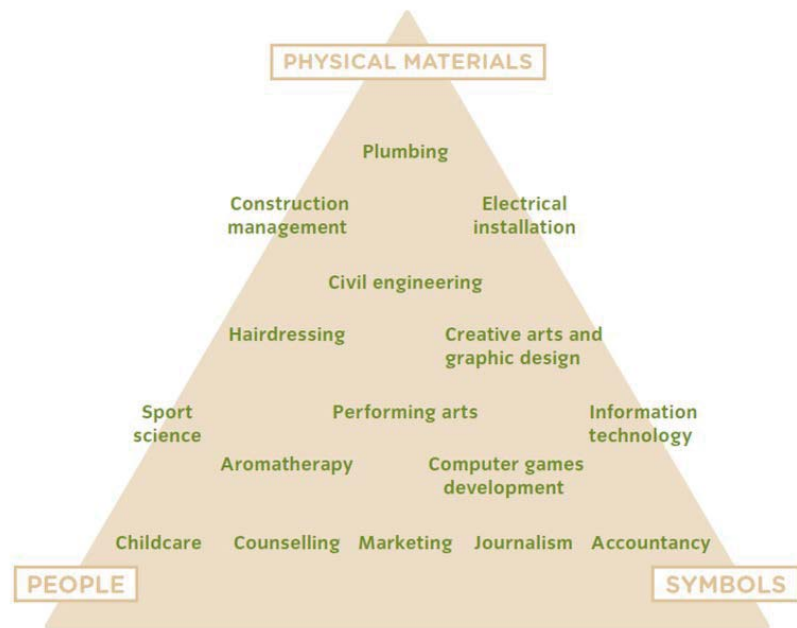 PHYSICAL MATERIALS
Plumbing
Construction
management
Electrical
installation
Civil engineering
Hairdressing
Creative arts and
graphic design
Sport
science
Performing arts
Information
technology
Aromatherapy
Computer games
development
Childcare
Counselling
Marketing
Journalism
Accountancy
PEOPLE
SYMBOLS